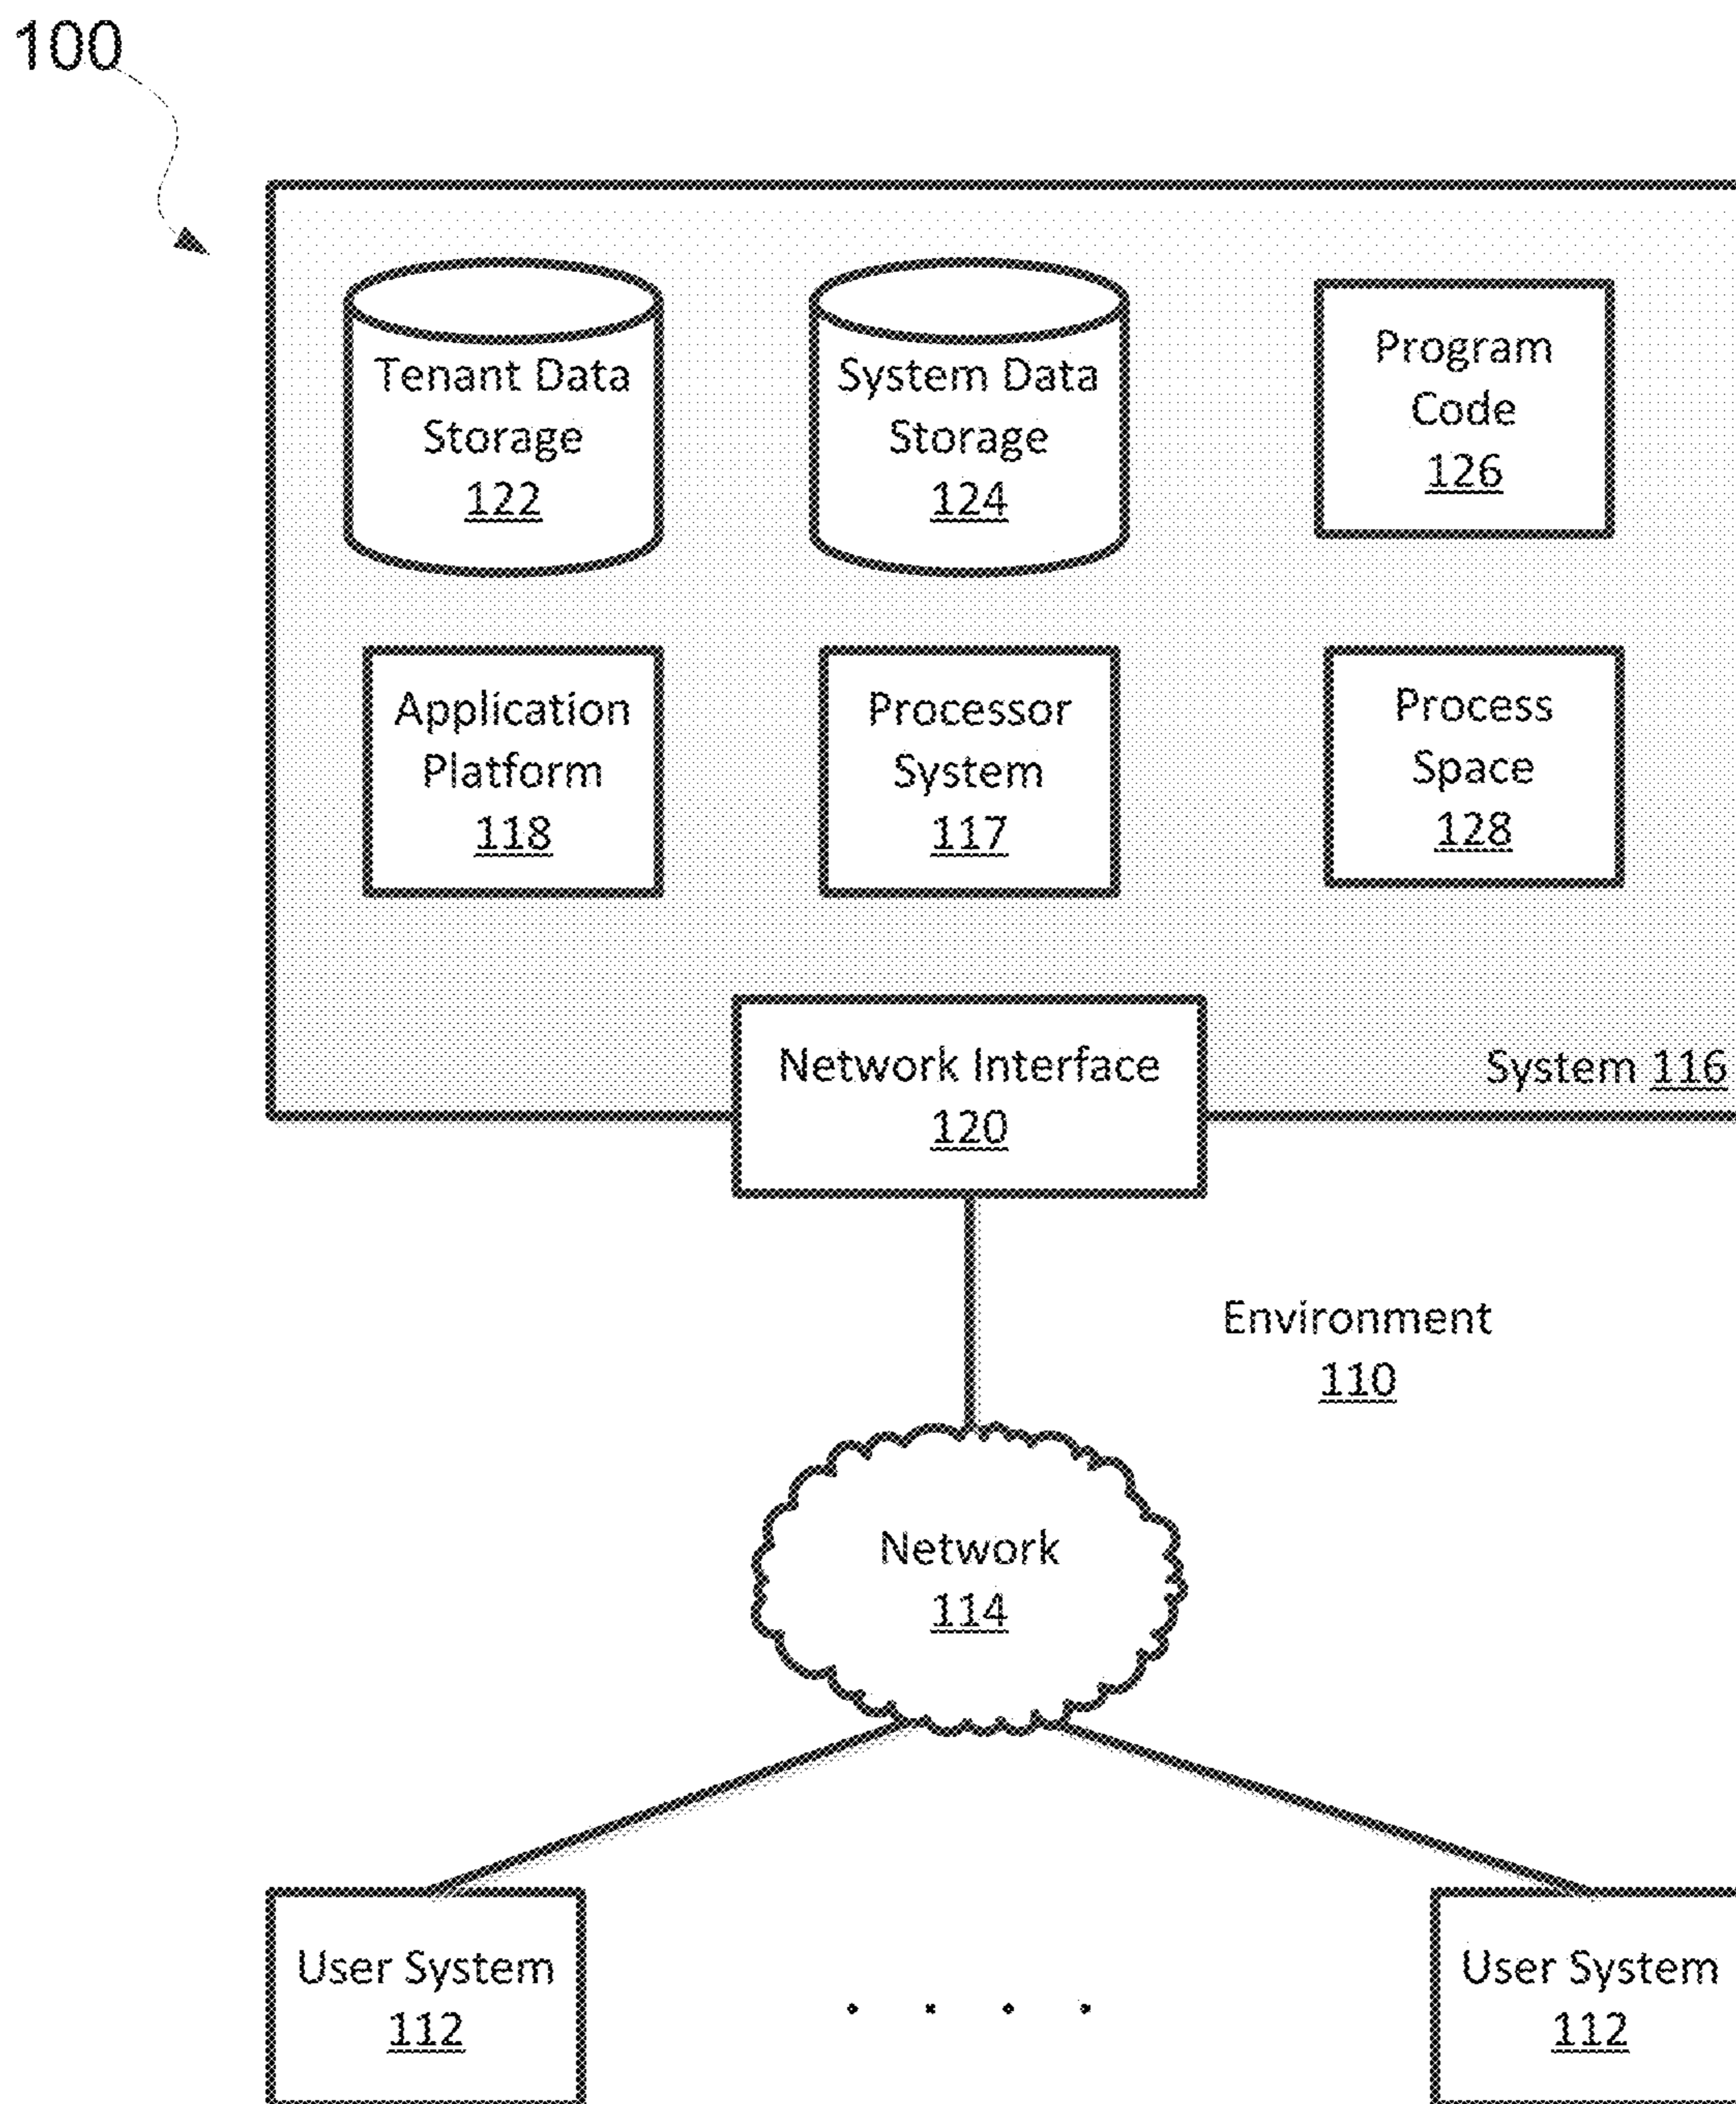 100
Tenant Data
Storage
122
System Data
Storage
124
Program
Code
126
Application
Platform
118
Processor
System
117
Process
Space
128
Network Interface
120
System 116
Environment
110
Network
114
User System
112
. . . .
User System
112